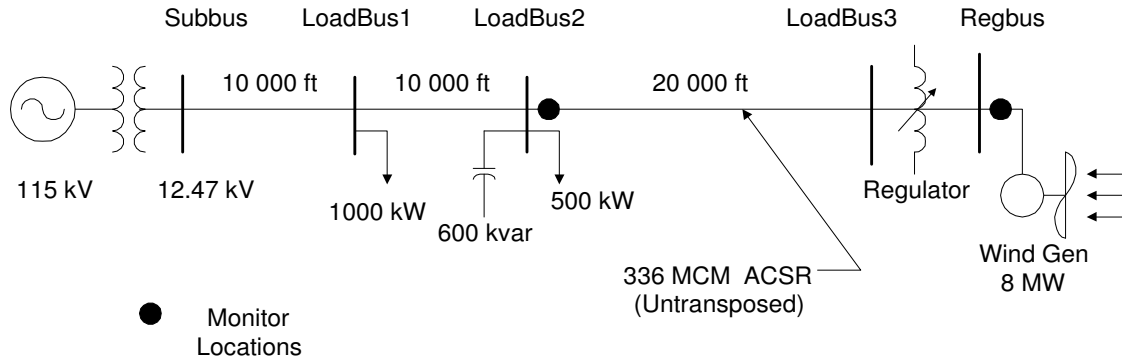 Subbus
LoadBus1
LoadBus2
LoadBus3
Regbus
10 000 ft
10 000 ft
20 000 ft
115 kV
12.47 kV
1000 kW
600 kvar
500 kW
Regulator
336 MCM ACSR
(Untransposed)
Wind Gen
8 MW
Monitor
Locations